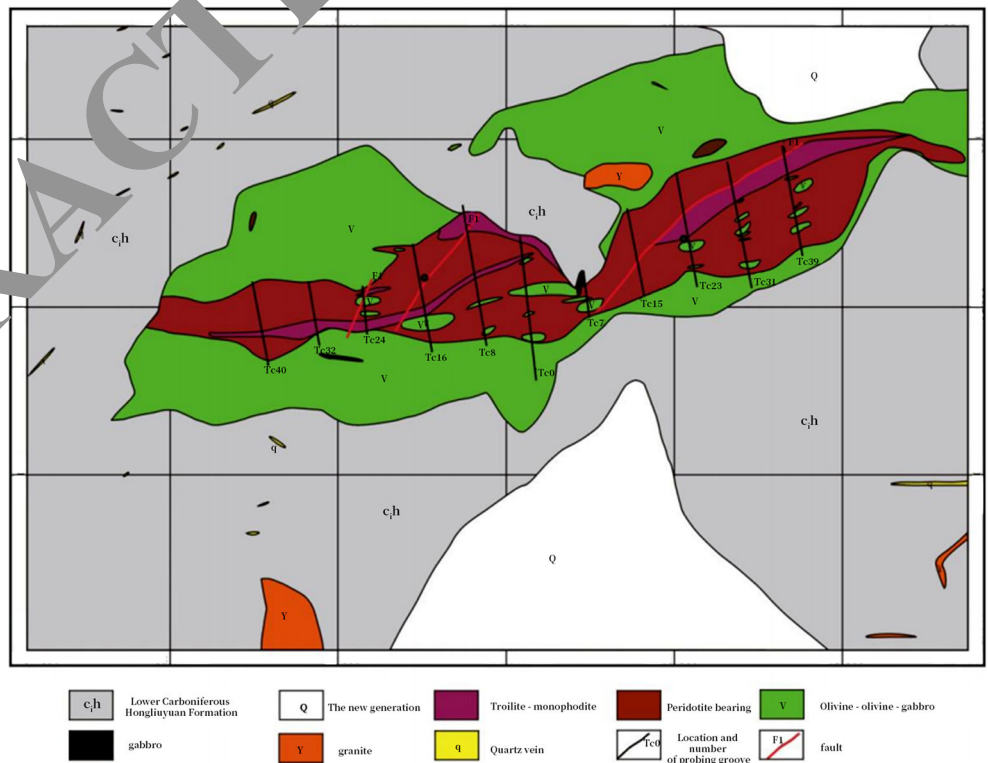 ACT
Q
q
V
F1
Y
V
c₁h
c₁h
V
F1
V
Tc39
F1
V
Tc31
V
Tc23
V
V
Tc15
V
V
Tc7
Tc24
Tc32
Tc16
Tc8
Tc40
Tc0
V
c₁h
q
q
c₁h
Q
Y
c₁h
Lower Carboniferous
Hongliuyuan Formation
Q
The new generation
Troilite - monophodite
Peridotite bearing
V
Olivine - olivine - gabbro
gabbro
Y
granite
q
Quartz vein
Tc0
Location and
number
of probing groove
F1
fault